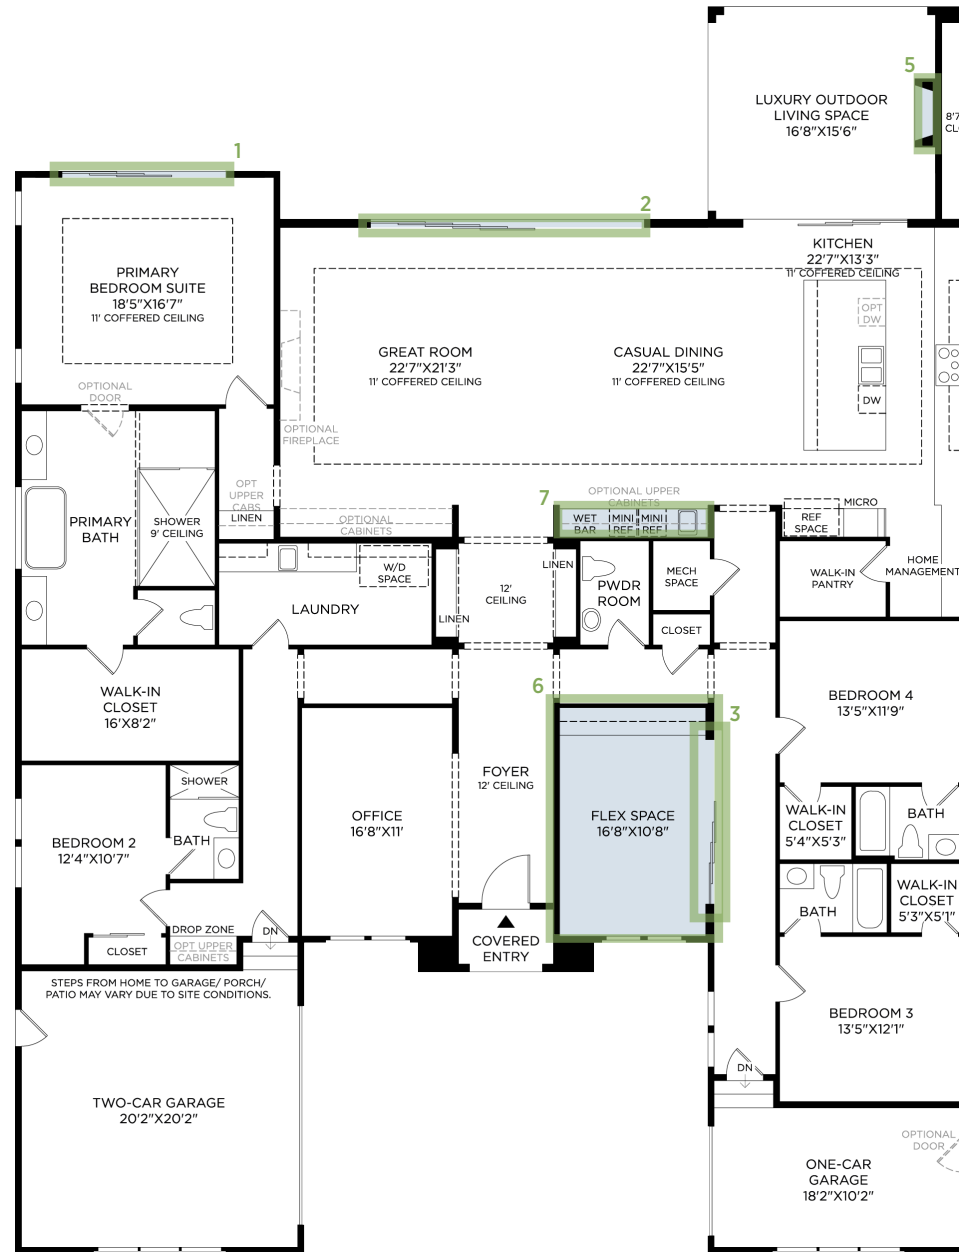 5
LUXURY OUTDOOR
LIVING SPACE
16'8"X15'6"
1
2
KITCHEN
22'7"X13'3"
11' COFFERED CEILING
PRIMARY
BEDROOM SUITE
18'5"X16'7"
11' COFFERED CEILING
OPT
DW
GREAT ROOM
22'7"X21'3"
11' COFFERED CEILING
CASUAL DINING
22'7"X15'5"
11' COFFERED CEILING
DW
OPTIONAL
DOOR
OPTIONAL
FIREPLACE
OPT
UPPER
CABS
LINEN
OPTIONAL
CABINETS
7
OPTIONAL UPPER
CABINETS
WET
BAR
MINI
REF
MINI
REF
MICRO
REF
SPACE
PRIMARY
BATH
SHOWER
9' CEILING
W/D
SPACE
LAUNDRY
12'
CEILING
LINEN
LINEN
PWDR
ROOM
MECH
SPACE
CLOSET
WALK-IN
PANTRY
HOME
MANAGEMENT
WALK-IN
CLOSET
16'X8'2"
6
3
BEDROOM 4
13'5"X11'9"
FOYER
12' CEILING
SHOWER
BATH
OFFICE
16'8"X11'
FLEX SPACE
16'8"X10'8"
WALK-IN
CLOSET
5'4"X5'3"
BATH
BEDROOM 2
12'4"X10'7"
BATH
WALK-IN
CLOSET
5'3"X5'1"
DROP ZONE
DN
OPT UPPER
CABINETS
CLOSET
COVERED
ENTRY
STEPS FROM HOME TO GARAGE/ PORCH/
PATIO MAY VARY DUE TO SITE CONDITIONS.
BEDROOM 3
13'5"X12'1"
DN
TWO-CAR GARAGE
20'2"X20'2"
OPTIONAL
DOOR
ONE-CAR
GARAGE
18'2"X10'2"